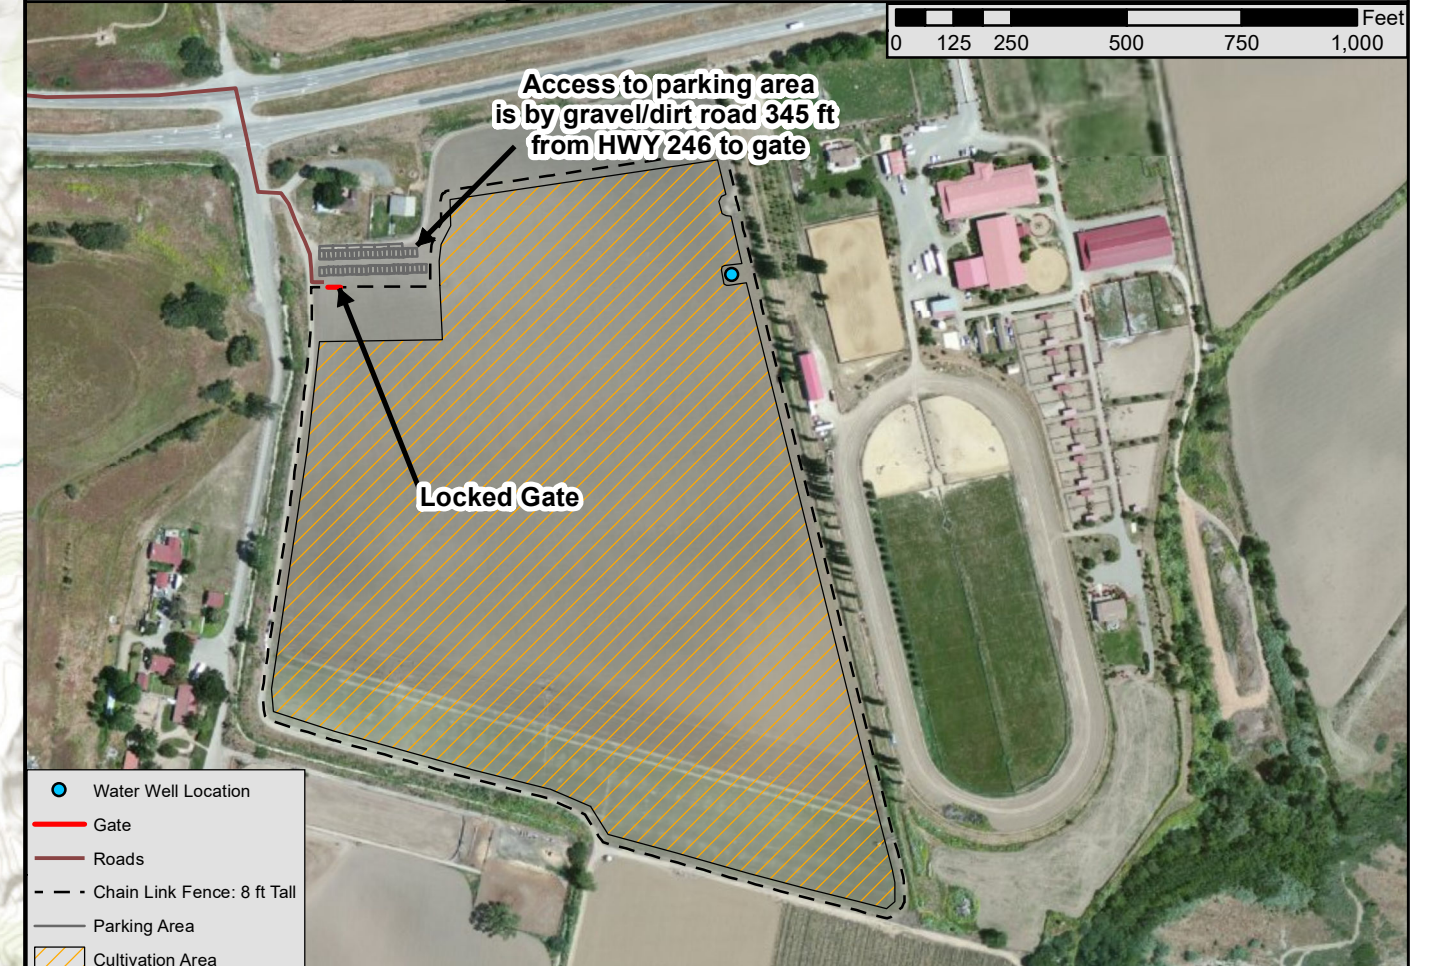 Feet
0 125 250 500 750 1,000
Access to parking area
is by gravel/dirt road 345 ft
from HWY 246 to gate
Locked Gate
Water Well Location
Gate
Roads
Chain Link Fence: 8 ft Tall
Parking Area
Cultivation Area